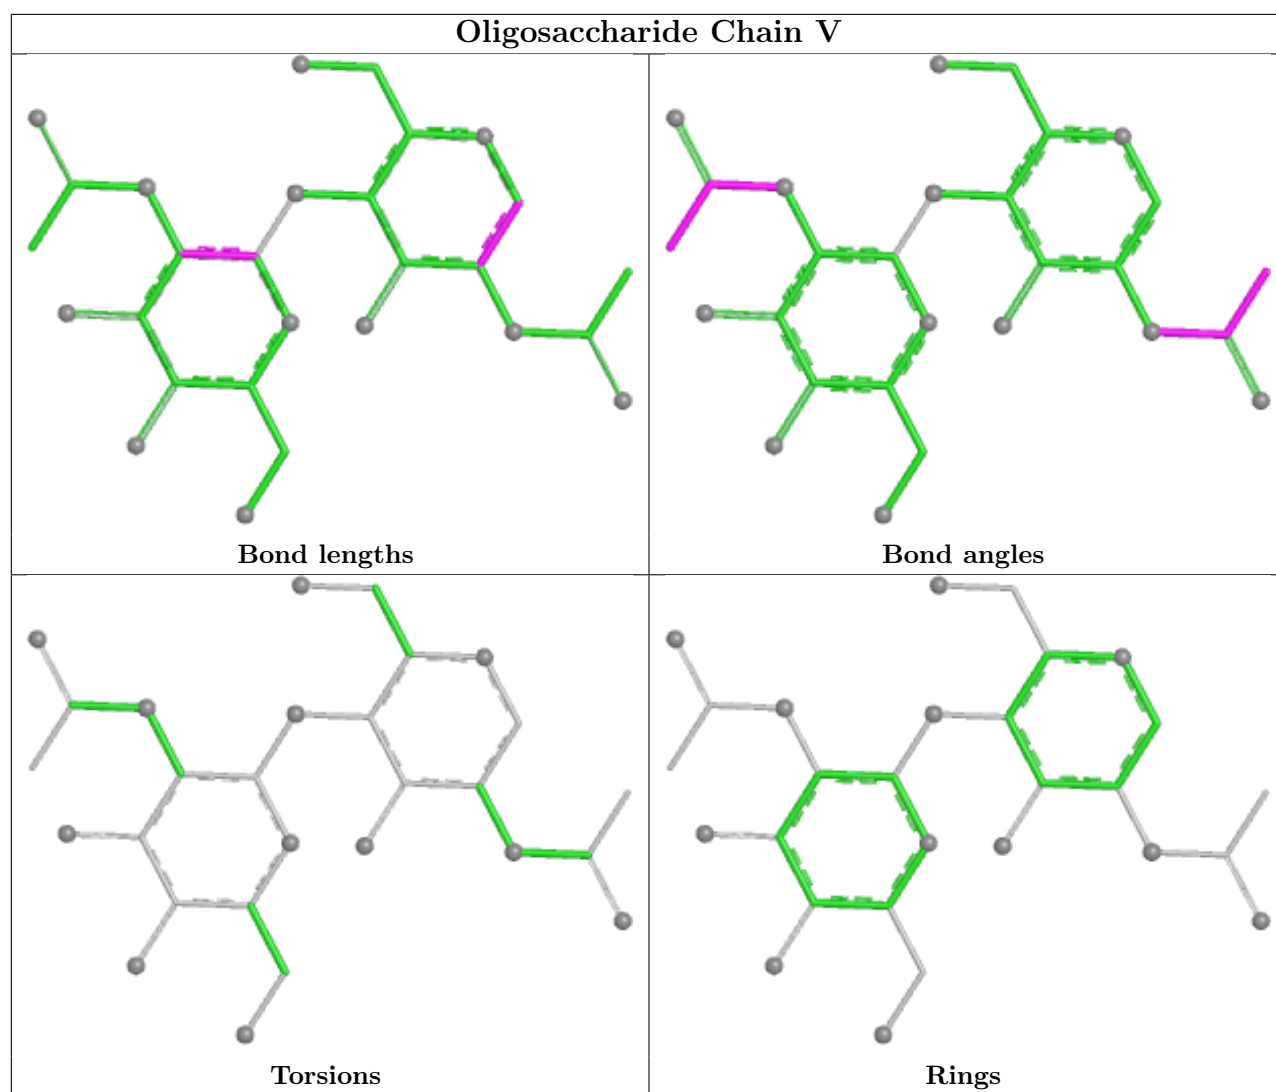 Oligosaccharide Chain V
Bond lengths
Bond angles
Torsions
Rings